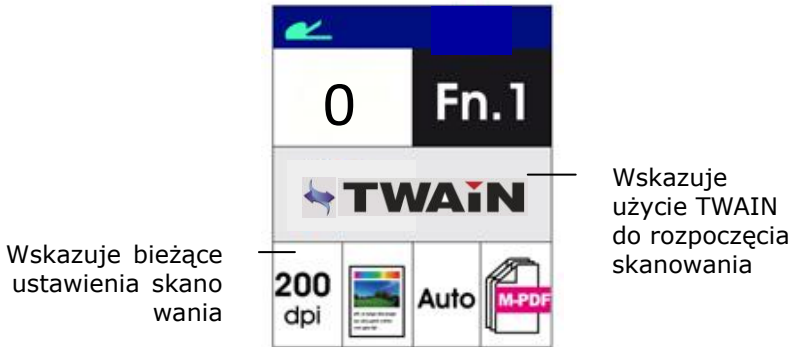 0
Fn.1
TWAiN
Wskazuje
użycie TWAIN
do rozpoczęcia
skanowania
Wskazuje bieżące
ustawienia skano
wania
200
dpi
Auto
M-PDF